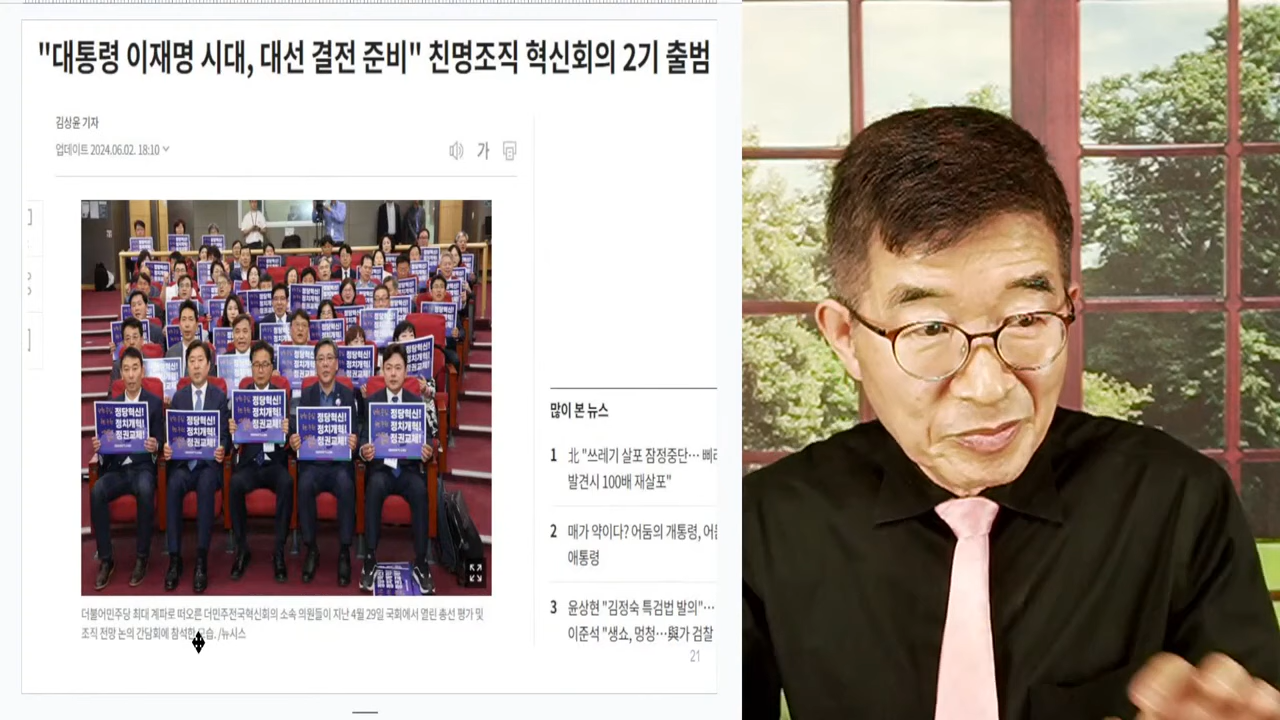 "대통령 이재명 시대, 대선 결전 준비" 친명조직 혁신회의 2기 출범
김상윤 기자
업데이트 2024.06.02. 18:10
가
정당혁신!
정치개혁!
정권교체!
정당혁신!
정치개혁!
정권교체!
정당혁신!
정치개혁!
정권교체!
정당혁신!
정치개혁!
정권교체!
정당혁신!
정치개혁!
정권교체!
더불어민주당 최대 계파로 떠오른 더민주전국혁신회의 소속 의원들이 지난 4월 29일 국회에서 열린 총선 평가 및
조직 전망 논의 간담회에 참석한 모습. /뉴시스
많이 본 뉴스
1 北 "쓰레기 살포 잠정중단…
발견시 100배 재살포"
2 매가 약이다? 어둠의 개통령,
애통령
3 윤상현 "김정숙 특검법 발의"…
이준석 "생쇼, 멍청…與가 검찰
21